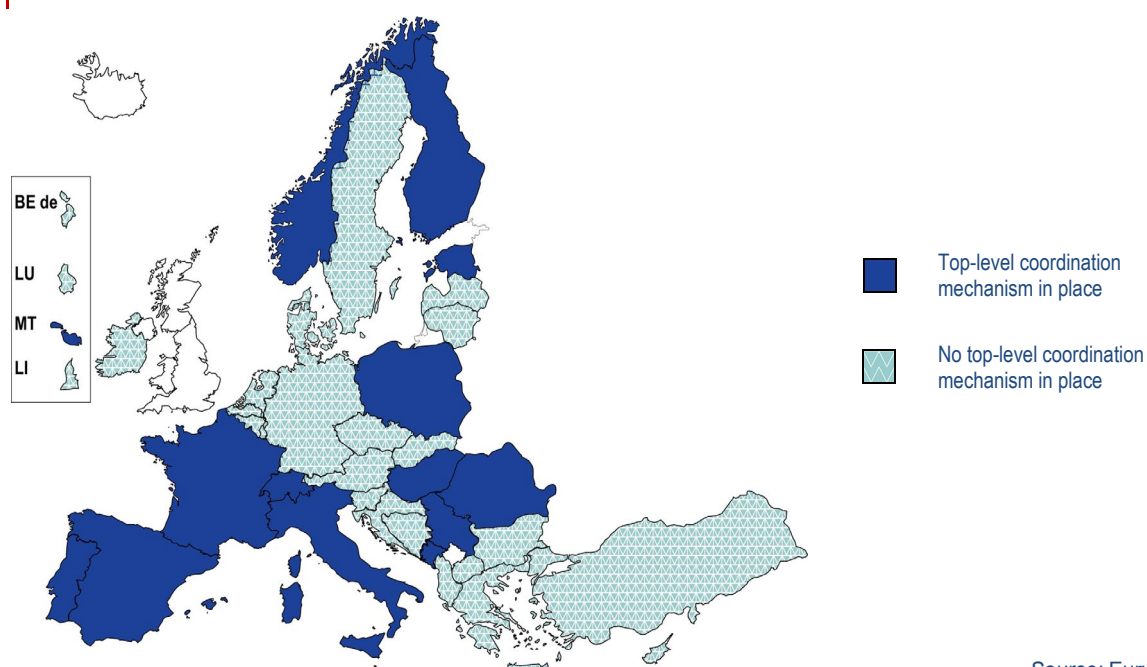 BE de
LU
MT
LI
Top-level coordination
mechanism in place
No top-level coordination
mechanism in place